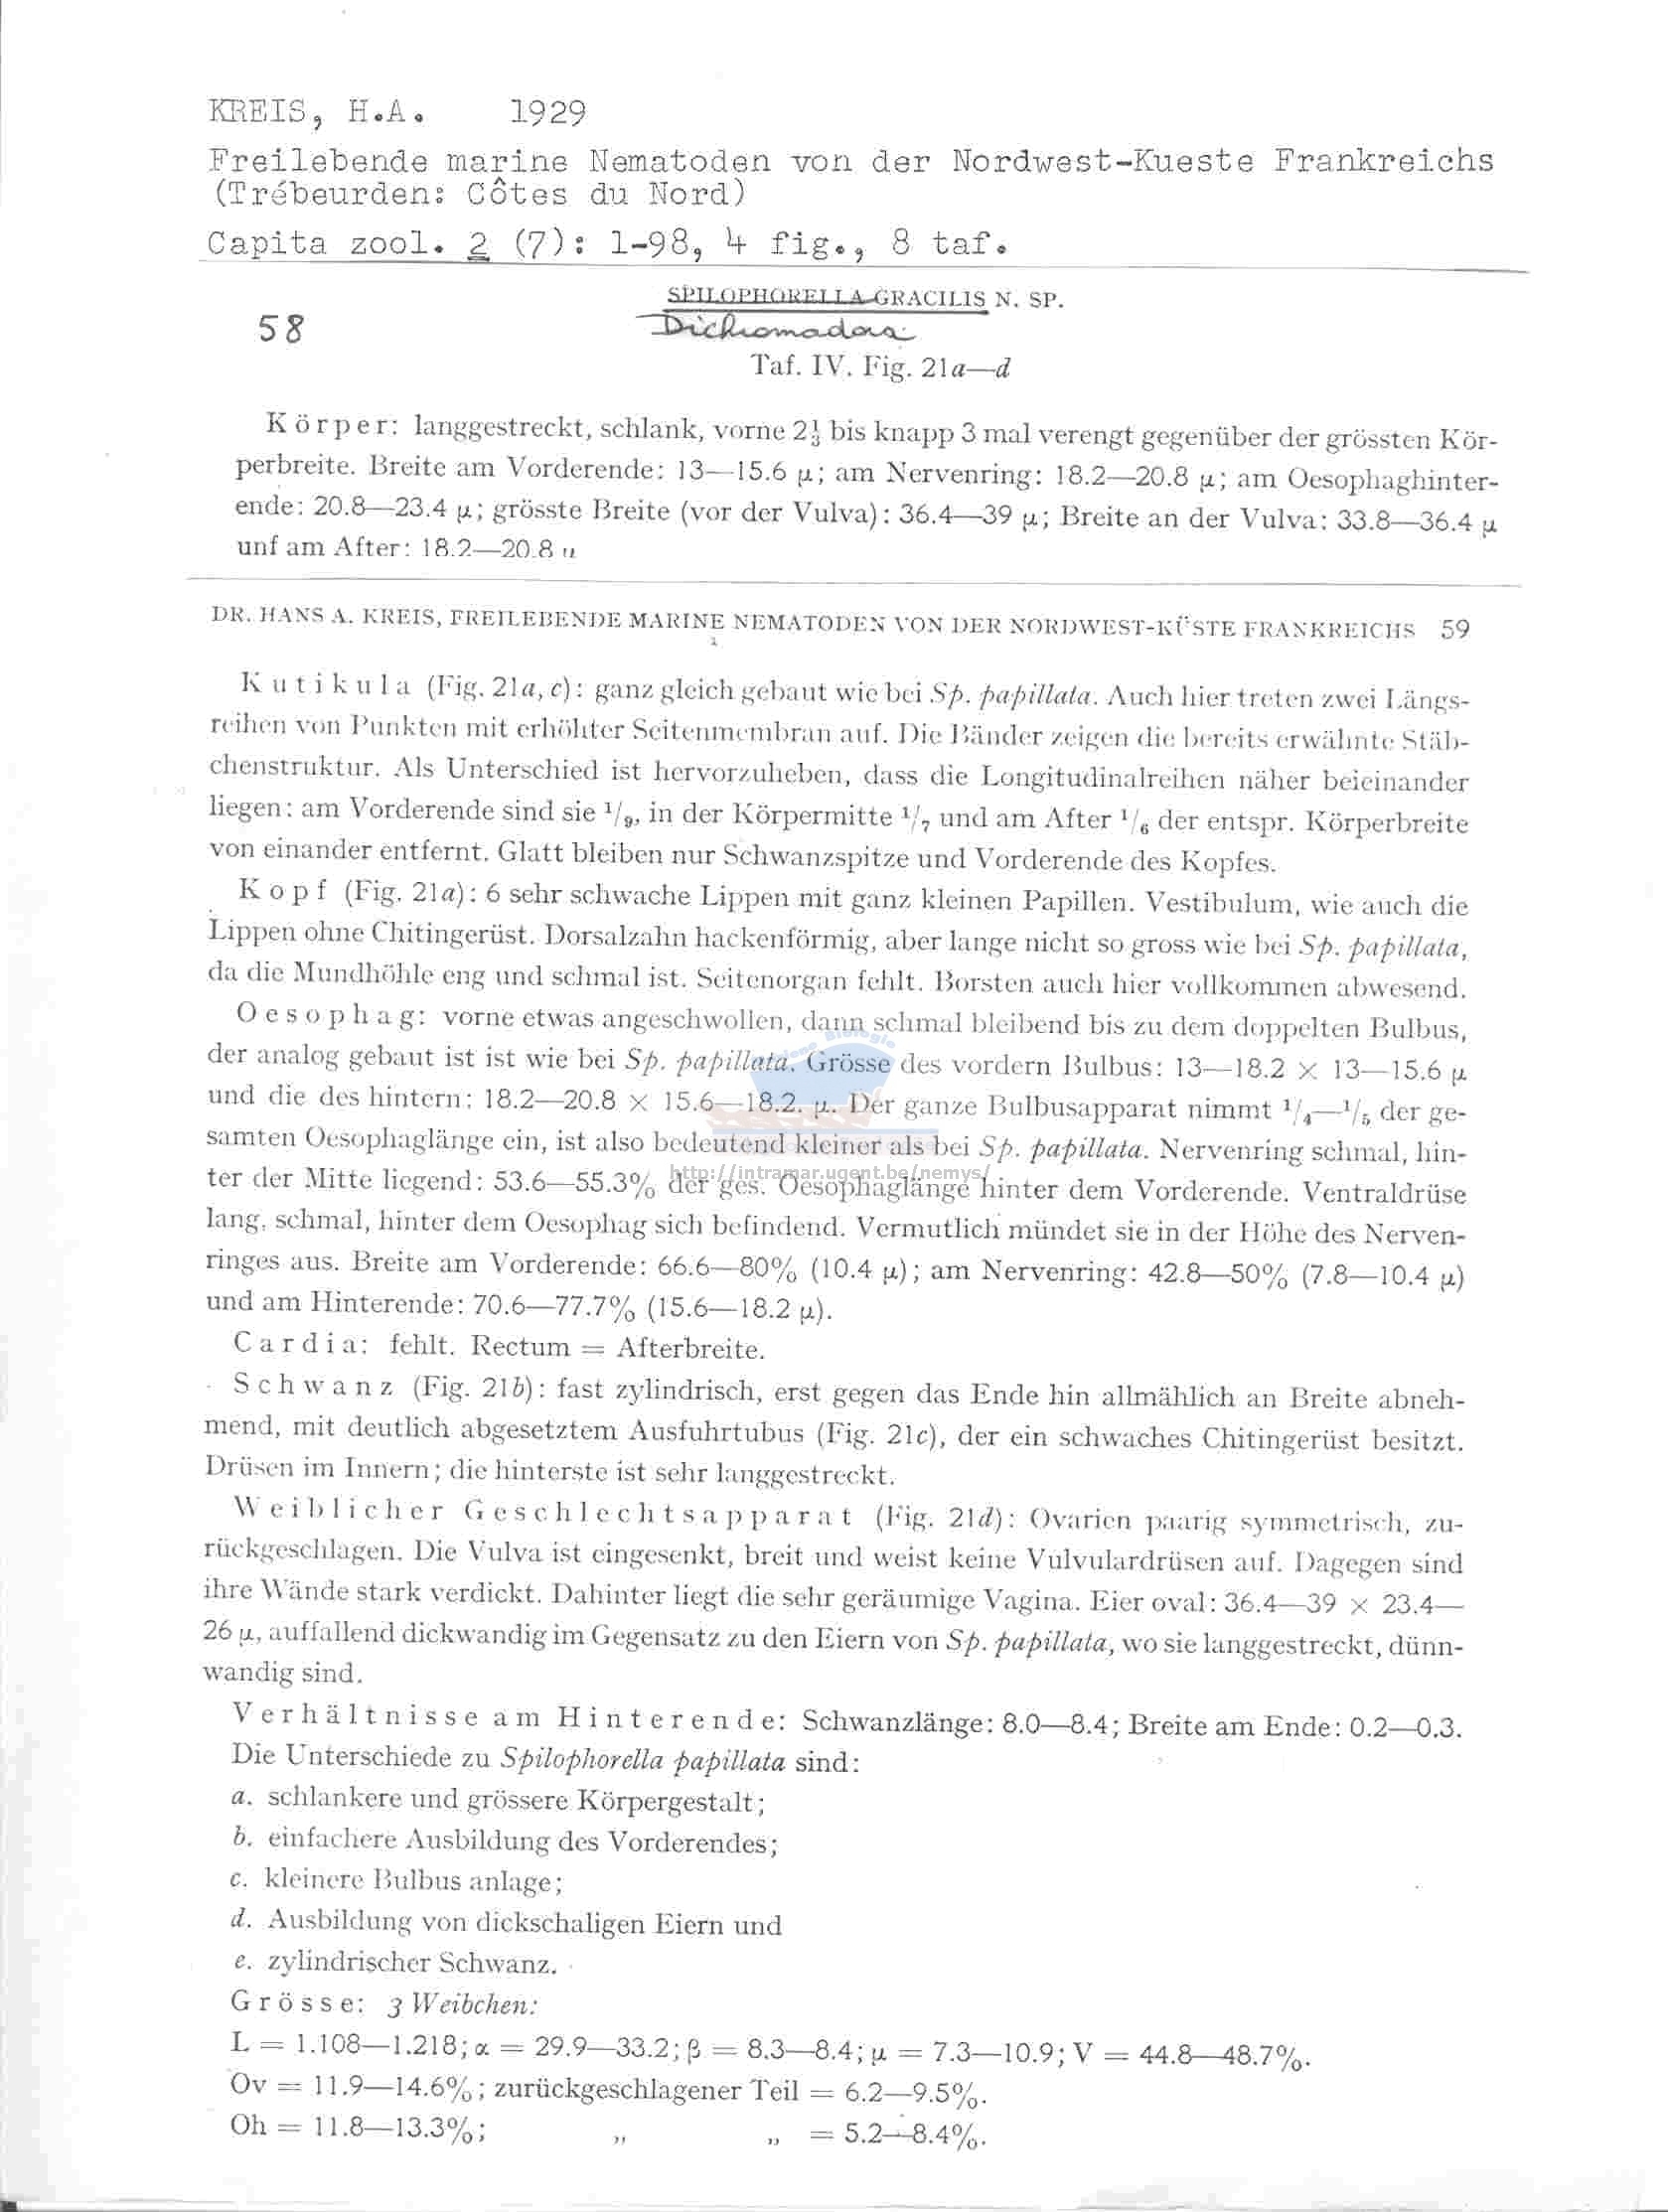 KREIS, H.A. 1929
Freilebende marine Nematoden von der Nordwest-Kueste Frankreichs
(Trébeurden: Côtes du Nord)
Capita zool. 2 (7): 1-98, 4 fig., 8 taf.
SPILOPHORELLA GRACILIS N. SP.
58
Dichromadora
Taf. IV. Fig. 21a—d
Körper: langgestreckt, schlank, vorne 2⅓ bis knapp 3 mal verengt gegenüber der grössten Kör-
perbreite. Breite am Vorderende: 13—15.6 μ; am Nervenring: 18.2—20.8 μ; am Oesophaghinter-
ende: 20.8—23.4 μ; grösste Breite (vor der Vulva): 36.4—39 μ; Breite an der Vulva: 33.8—36.4 μ
unf am After: 18.2—20.8 μ
DR. HANS A. KREIS, FREILEBENDE MARINE NEMATODEN VON DER NORDWEST-KÜSTE FRANKREICHS 59
Kutikula (Fig. 21a, c): ganz gleich gebaut wie bei Sp. papillata. Auch hier treten zwei Längs-
reihen von Punkten mit erhöhter Seitenmembran auf. Die Bänder zeigen die bereits erwähnte Stäb-
chenstruktur. Als Unterschied ist hervorzuheben, dass die Longitudinalreihen näher beieinander
liegen: am Vorderende sind sie 1/9, in der Körpermitte 1/7 und am After 1/6 der entspr. Körperbreite
von einander entfernt. Glatt bleiben nur Schwanzspitze und Vorderende des Kopfes.
Kopf (Fig. 21a): 6 sehr schwache Lippen mit ganz kleinen Papillen. Vestibulum, wie auch die
Lippen ohne Chitingerüst. Dorsalzahn hackenförmig, aber lange nicht so gross wie bei Sp. papillata,
da die Mundhöhle eng und schmal ist. Seitenorgan fehlt. Borsten auch hier vollkommen abwesend.
Oesophag: vorne etwas angeschwollen, dann schmal bleibend bis zu dem doppelten Bulbus,
der analog gebaut ist ist wie bei Sp. papillata. Grösse des vordern Bulbus: 13—18.2 × 13—15.6 μ
und die des hintern: 18.2—20.8 × 15.6—18.2. μ. Der ganze Bulbusapparat nimmt 1/4—1/5 der ge-
samten Oesophaglänge ein, ist also bedeutend kleiner als bei Sp. papillata. Nervenring schmal, hin-
http://intramar.ugent.be/nemys/
ter der Mitte liegend: 53.6—55.3% der ges. Oesophaglänge hinter dem Vorderende. Ventraldrüse
lang, schmal, hinter dem Oesophag sich befindend. Vermutlich mündet sie in der Höhe des Nerven-
ringes aus. Breite am Vorderende: 66.6—80% (10.4 μ); am Nervenring: 42.8—50% (7.8—10.4 μ)
und am Hinterende: 70.6—77.7% (15.6—18.2 μ).
Cardia: fehlt. Rectum = Afterbreite.
Schwanz (Fig. 21b): fast zylindrisch, erst gegen das Ende hin allmählich an Breite abneh-
mend, mit deutlich abgesetztem Ausfuhrtubus (Fig. 21c), der ein schwaches Chitingerüst besitzt.
Drüsen im Innern; die hinterste ist sehr langgestreckt.
Weiblicher Geschlechtsapparat (Fig. 21d): Ovarien paarig symmetrisch, zu-
rückgeschlagen. Die Vulva ist eingesenkt, breit und weist keine Vulvulardrüsen auf. Dagegen sind
ihre Wände stark verdickt. Dahinter liegt die sehr geräumige Vagina. Eier oval: 36.4—39 × 23.4—
26 μ, auffallend dickwandig im Gegensatz zu den Eiern von Sp. papillata, wo sie langgestreckt, dünn-
wandig sind.
Verhältnisse am Hinterende: Schwanzlänge: 8.0—8.4; Breite am Ende: 0.2—0.3.
Die Unterschiede zu Spilophorella papillata sind:
a. schlankere und grössere Körpergestalt;
b. einfachere Ausbildung des Vorderendes;
c. kleinere Bulbus anlage;
d. Ausbildung von dickschaligen Eiern und
e. zylindrischer Schwanz.
Grösse: 3 Weibchen:
L = 1.108—1.218; α = 29.9—33.2; β = 8.3—8.4; μ = 7.3—10.9; V = 44.8—48.7%.
Ov = 11.9—14.6%; zurückgeschlagener Teil = 6.2—9.5%.
Oh = 11.8—13.3%; „ „ = 5.2—8.4%.